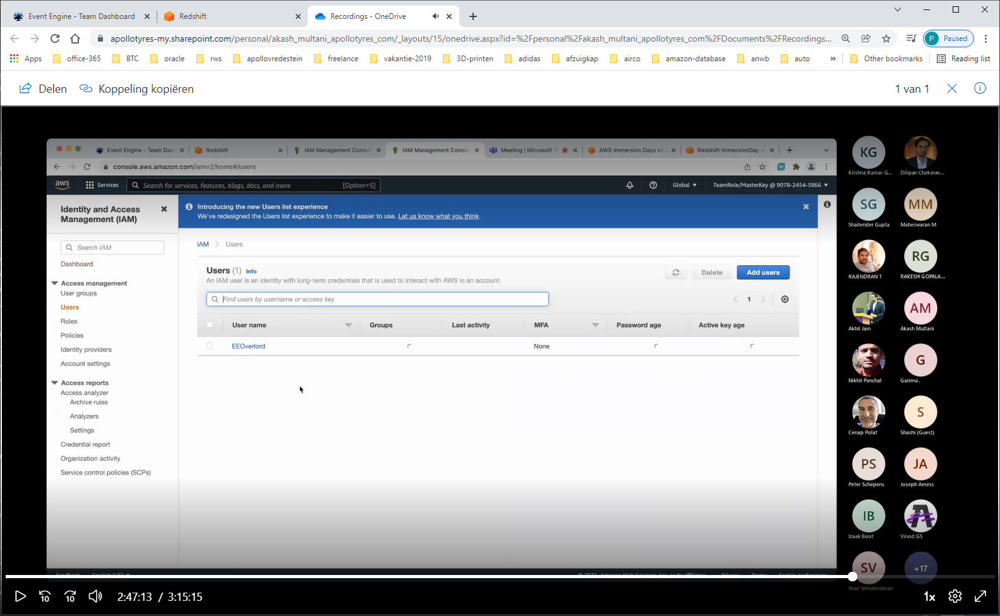 Event Engine - Team Dashboard
Redshift
Recordings - OneDrive
apollotyres-my.sharepoint.com/personal/akash_multani_apollotyres_com/_layouts/15/onedrive.aspx?id=%2Fpersonal%2Fakash_multani_apollotyres_com%2FDocuments%2FRecordings...
P Paused
Apps office-365 BTC oracle rws apollovredestein freelance vakantie-2019 3D-printen adidas afzuigkap airco amazon-database anwb auto » Other bookmarks Reading list
Delen Koppeling kopiëren 1 van 1
Event Engine - Team Das
Redshift
IAM Management Consol
IAM Management Consol
Meeting | Microsoft T
AWS Immersion Days v2
Redshift ImmersionDay w
console.aws.amazon.com/iamv2/home#/users
W
aws Services Search for services, features, blogs, docs, and more [Option+S] Global TeamRole/MasterKey @ 9078-2454-5866
Identity and Access
Management (IAM)
Search IAM
Dashboard
Access management
User groups
Users
Roles
Policies
Identity providers
Account settings
Access reports
Access analyzer
Archive rules
Analyzers
Settings
Credential report
Organization activity
Service control policies (SCPs)
Introducing the new Users list experience
We've redesigned the Users list experience to make it easier to use. Let us know what you think.
IAM > Users
Users (1) Info
An IAM user is an identity with long-term credentials that is used to interact with AWS in an account.
Delete Add users
Find users by username or access key
1
User name Groups Last activity MFA Password age Active key age
EEOverlord None
KG
Krishna Kumar G... Dilipan Chakarav...
SG MM
Shailender Gupta Maheswaran M
RG
RAJENDRAN T RAKESH GOPALA...
AM
Akhil Jain Akash Multani
G
Nikhil Panchal Garima .
S
Cenap Polat Shashi (Guest)
PS JA
Peter Schepens Joseph Amess
IB
Izaak Boot Vinod GS
SV +17
Shav Vimalendiran
10 10 2:47:13 / 3:15:15 1x